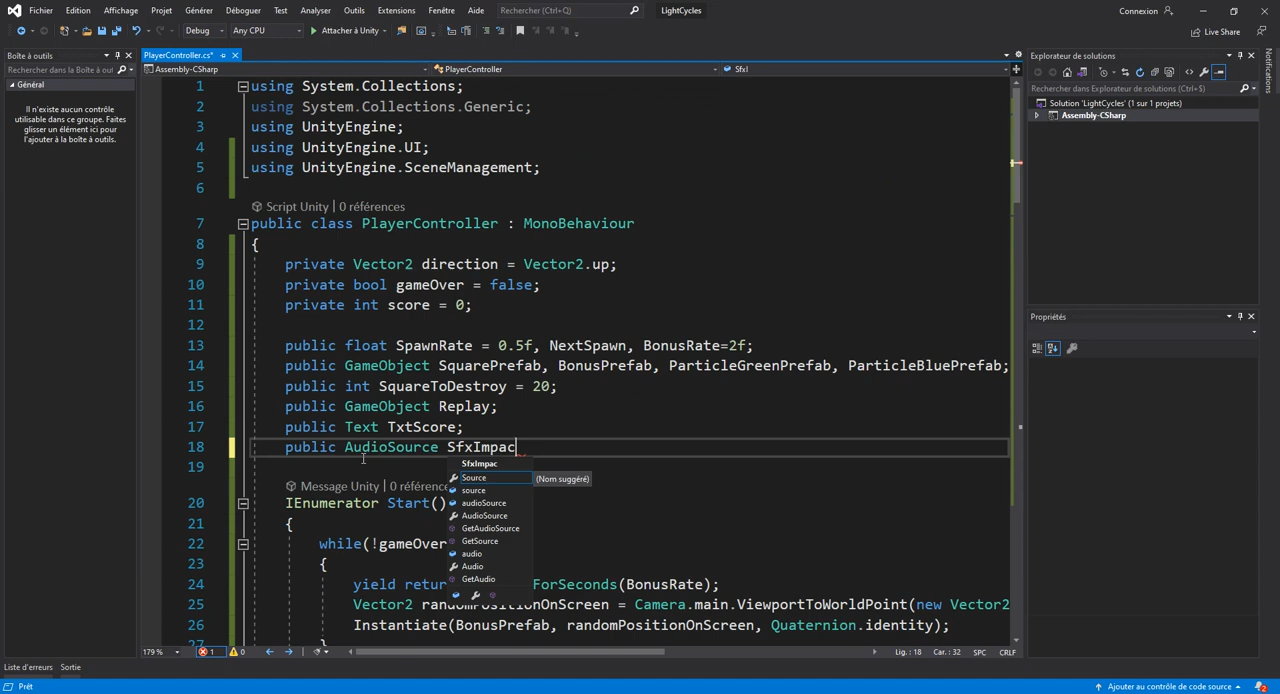 Fichier Edition Affichage Projet Générer Déboguer Test Analyser Outils Extensions Fenêtre Aide Rechercher (Ctrl+Q) LightCycles Connexion
Debug Any CPU Attacher à Unity Live Share
Boîte à outils
Rechercher dans la Boîte à out
Général
Il n'existe aucun contrôle
utilisable dans ce groupe. Faites
glisser un élément ici pour
l'ajouter à la boîte à outils.
PlayerController.cs*
Assembly-CSharp PlayerController SfxI
1 using System.Collections;
2 using System.Collections.Generic;
3 using UnityEngine;
4 using UnityEngine.UI;
5 using UnityEngine.SceneManagement;
6
Script Unity | 0 références
7 public class PlayerController : MonoBehaviour
8 {
9 private Vector2 direction = Vector2.up;
10 private bool gameOver = false;
11 private int score = 0;
12
13 public float SpawnRate = 0.5f, NextSpawn, BonusRate=2f;
14 public GameObject SquarePrefab, BonusPrefab, ParticleGreenPrefab, ParticleBluePrefab;
15 public int SquareToDestroy = 20;
16 public GameObject Replay;
17 public Text TxtScore;
18 public AudioSource SfxImpac
19
Message Unity | 0 référence
20 IEnumerator Start()
21 {
22 while(!gameOver
23 {
24 yield retur ForSeconds(BonusRate);
25 Vector2 randomPositionOnScreen = Camera.main.ViewportToWorldPoint(new Vector2
26 Instantiate(BonusPrefab, randomPositionOnScreen, Quaternion.identity);
27 }
SfxImpac
Source (Nom suggéré)
source
audioSource
AudioSource
GetAudioSource
GetSource
audio
Audio
GetAudio
Explorateur de solutions
Rechercher dans Explorateur de solutions (Ctrl+$)
Solution 'LightCycles' (1 sur 1 projets)
Assembly-CSharp
Propriétés
Notifications
179 % 1 0 Lig. : 18 Car. : 32 SPC CRLF
Liste d'erreurs Sortie
Prêt Ajouter au contrôle de code source 2